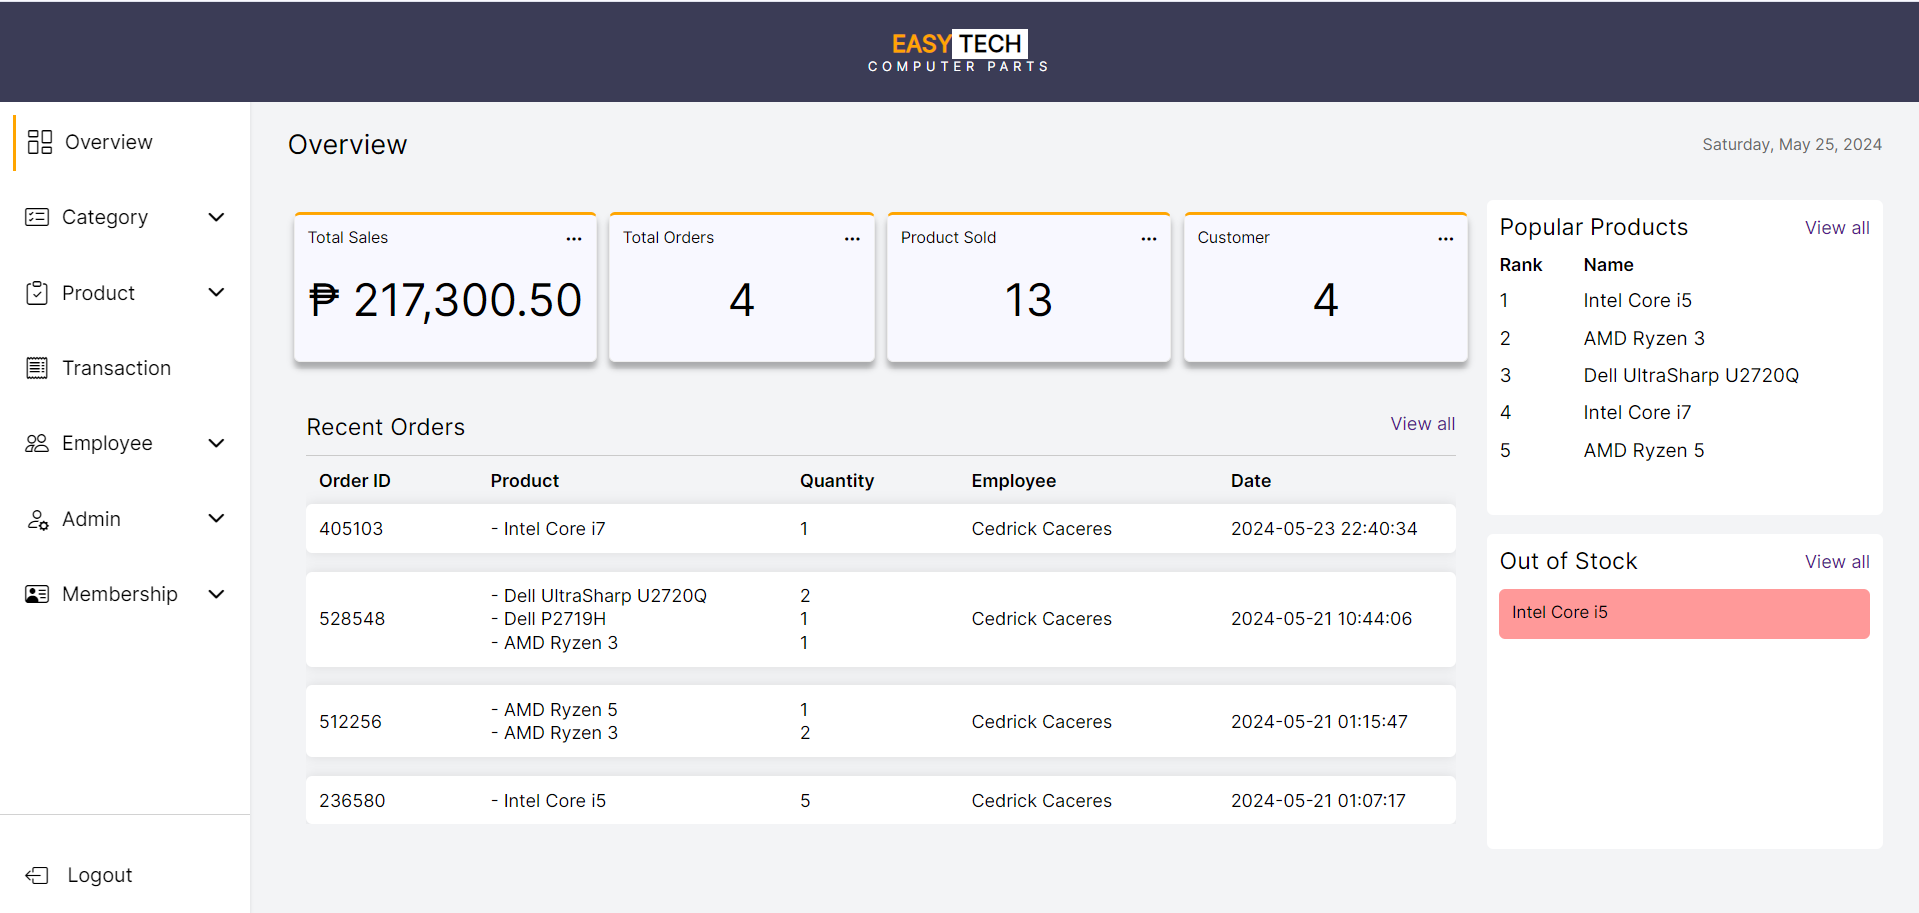 EASY TECH
COMPUTER PARTS
Overview
Category
Product
Transaction
Employee
Admin
Membership
Logout
Overview
Saturday, May 25, 2024
Total Sales
₱ 217,300.50
Total Orders
4
Product Sold
13
Customer
4
Recent Orders View all
Order ID Product Quantity Employee Date
405103 - Intel Core i7 1 Cedrick Caceres 2024-05-23 22:40:34
- Dell UltraSharp U2720Q 2
528548 - Dell P2719H 1 Cedrick Caceres 2024-05-21 10:44:06
- AMD Ryzen 3 1
- AMD Ryzen 5 1
512256 Cedrick Caceres 2024-05-21 01:15:47
- AMD Ryzen 3 2
236580 - Intel Core i5 5 Cedrick Caceres 2024-05-21 01:07:17
Popular Products View all
Rank Name
1 Intel Core i5
2 AMD Ryzen 3
3 Dell UltraSharp U2720Q
4 Intel Core i7
5 AMD Ryzen 5
Out of Stock View all
Intel Core i5